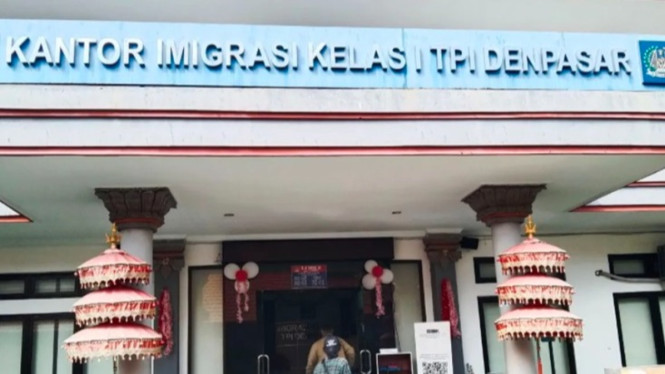 KANTOR IMIGRASI KELAS I TPI DENPASAR